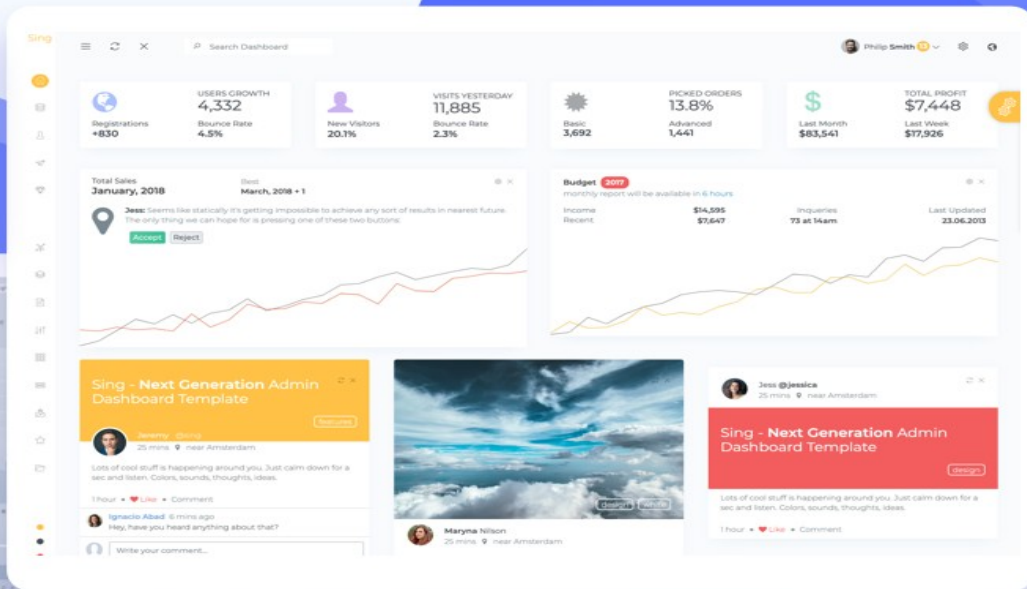 Sing
Search Dashboard
Philip Smith 13
USERS GROWTH
4,332
Registrations
+830
Bounce Rate
4.5%
VISITS YESTERDAY
11,885
New Visitors
20.1%
Bounce Rate
2.3%
PICKED ORDERS
13.8%
Basic
3,692
Advanced
1,441
TOTAL PROFIT
$7,448
Last Month
$83,541
Last Week
$17,926
Total Sales
January, 2018
Best
March, 2018 + 1
Jess: Seems like statically it's getting impossible to achieve any sort of results in nearest future.
The only thing we can hope for is pressing one of these two buttons:
Accept Reject
Budget 2017
monthly report will be available in 6 hours
Income $14,595
Recent $7,647
Inqueries
73 at 14am
Last Updated
23.06.2013
Sing - Next Generation Admin
Dashboard Template
features
Jeremy @sing
25 mins near Amsterdam
Lots of cool stuff is happening around you. Just calm down for a
sec and listen. Colors, sounds, thoughts, ideas.
1 hour • Like • Comment
Ignacio Abad 6 mins ago
Hey, have you heard anything about that?
Write your comment...
design white
Maryna Nilson
25 mins near Amsterdam
Jess @jessica
25 mins near Amsterdam
Sing - Next Generation Admin
Dashboard Template
design
Lots of cool stuff is happening around you. Just calm down for a
sec and listen. Colors, sounds, thoughts, ideas.
1 hour • Like • Comment